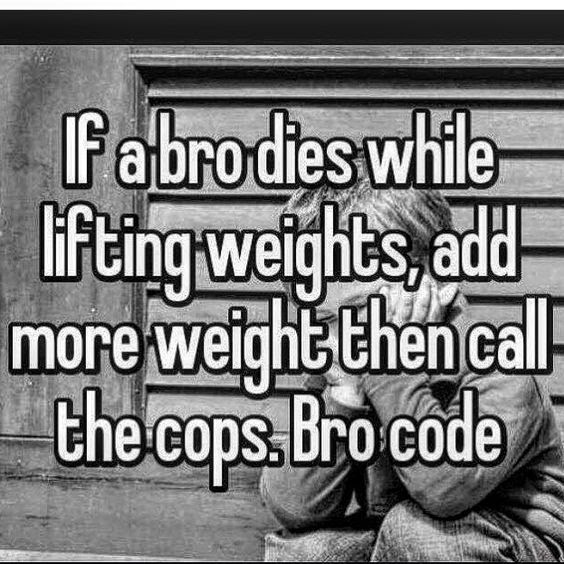 If a bro dies while
lifting weights, add
more weight then call
the cops. Bro code